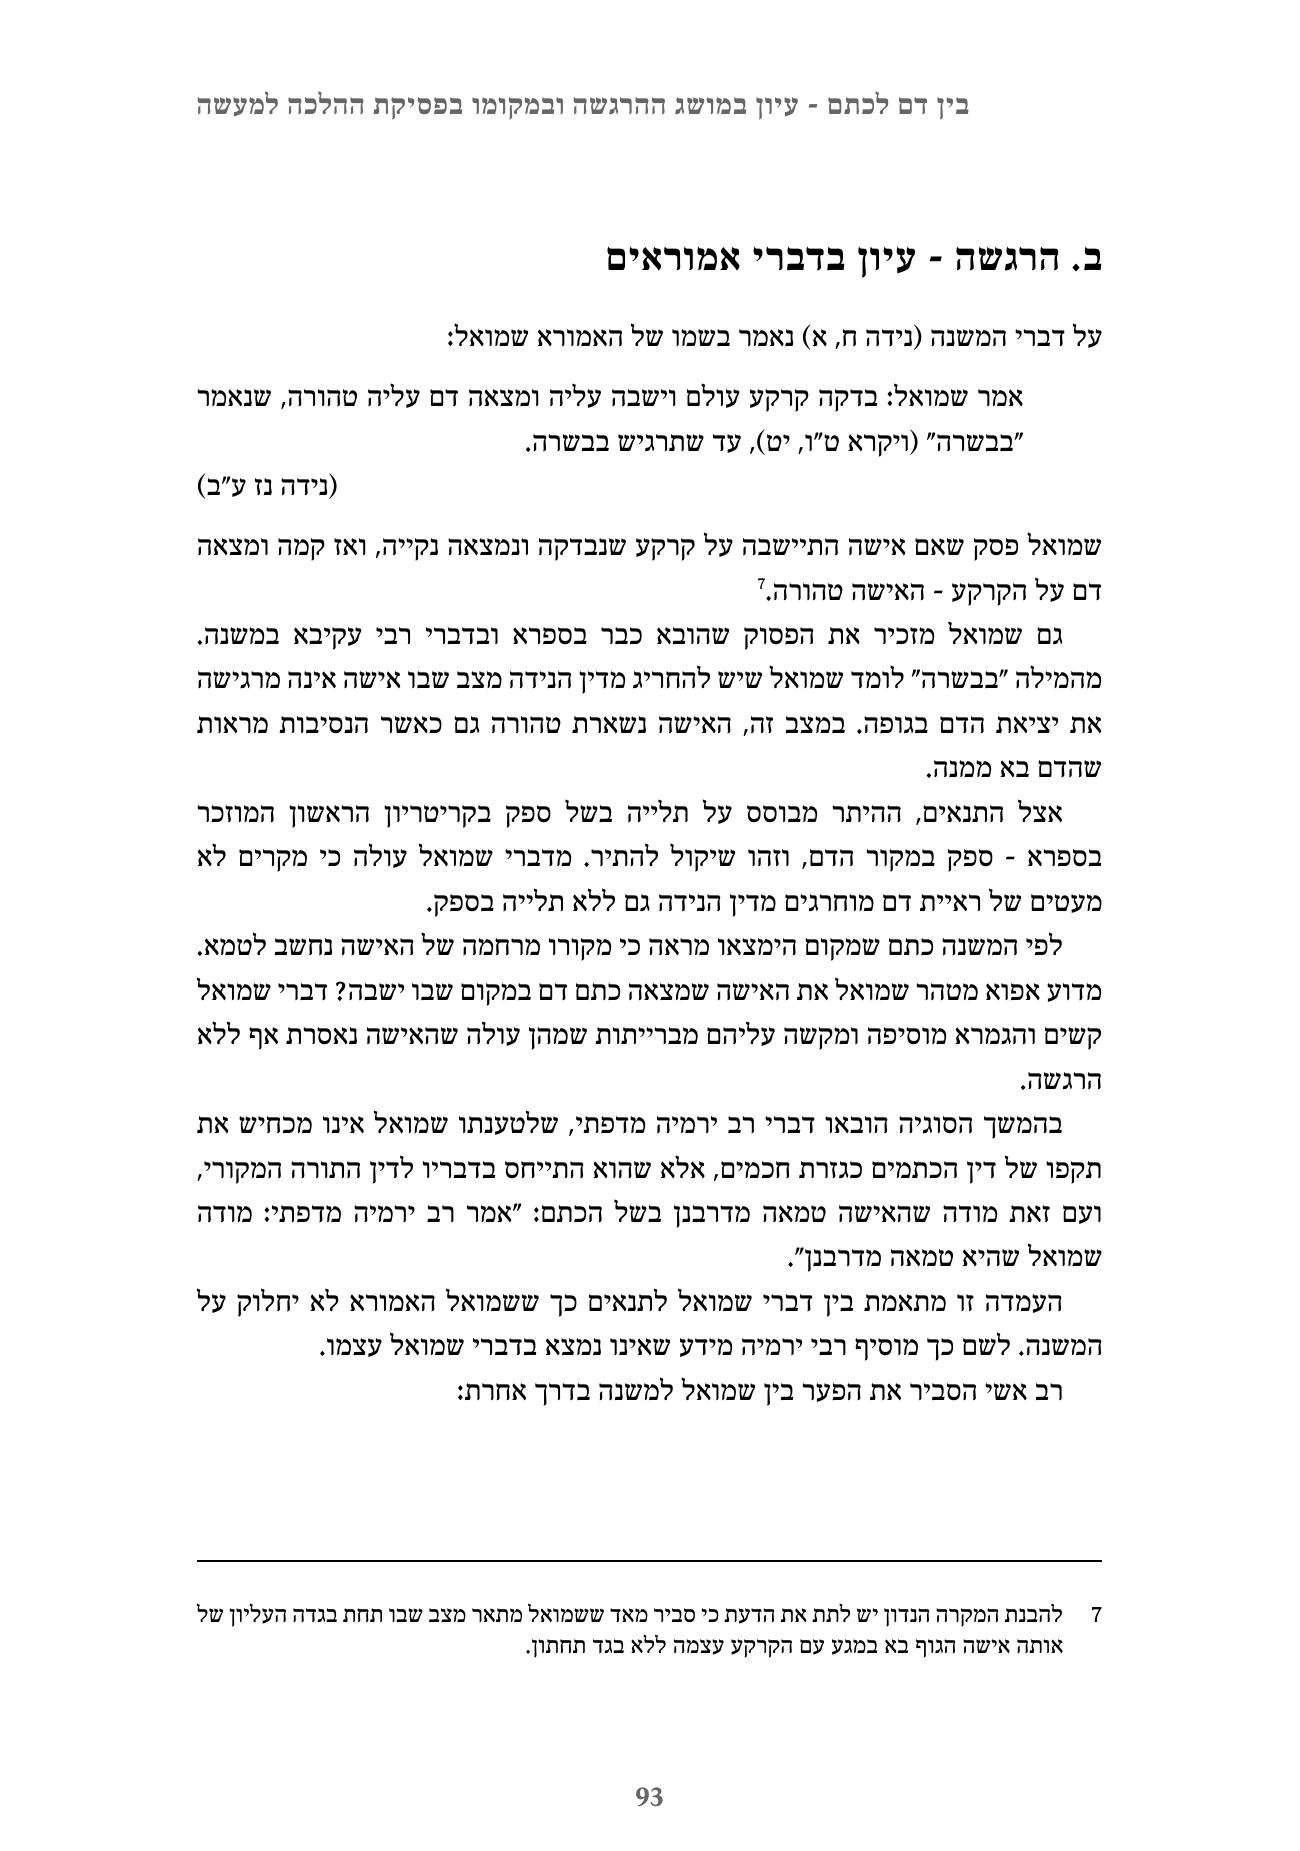 בין דם לכתם - עיון במושג ההרגשה ובמקומו בפסיקת ההלכה למעשה
ב. הרגשה - עיון בדברי אמוראים
על דברי המשנה (נידה ח, א) נאמר בשמו של האמורא שמואל:
אמר שמואל: בדקה קרקע עולם וישבה עליה ומצאה דם עליה טהורה, שנאמר
"בבשרה" (ויקרא ט"ו, יט), עד שתרגיש בבשרה.
(נידה נז ע"ב)
שמואל פסק שאם אישה התיישבה על קרקע שנבדקה ונמצאה נקייה, ואז קמה ומצאה
דם על הקרקע - האישה טהורה.7
גם שמואל מזכיר את הפסוק שהובא כבר בספרא ובדברי רבי עקיבא במשנה.
מהמילה "בבשרה" לומד שמואל שיש להחריג מדין הנידה מצב שבו אישה אינה מרגישה
את יציאת הדם בגופה. במצב זה, האישה נשארת טהורה גם כאשר הנסיבות מראות
שהדם בא ממנה.
אצל התנאים, ההיתר מבוסס על תלייה בשל ספק בקריטריון הראשון המוזכר
בספרא - ספק במקור הדם, וזהו שיקול להתיר. מדברי שמואל עולה כי מקרים לא
מעטים של ראיית דם מוחרגים מדין הנידה גם ללא תלייה בספק.
לפי המשנה כתם שמקום הימצאו מראה כי מקורו מרחמה של האישה נחשב לטמא.
מדוע אפוא מטהר שמואל את האישה שמצאה כתם דם במקום שבו ישבה? דברי שמואל
קשים והגמרא מוסיפה ומקשה עליהם מברייתות שמהן עולה שהאישה נאסרת אף ללא
הרגשה.
בהמשך הסוגיה הובאו דברי רב ירמיה מדפתי, שלטענתו שמואל אינו מכחיש את
תקפו של דין הכתמים כגזרת חכמים, אלא שהוא התייחס בדבריו לדין התורה המקורי,
ועם זאת מודה שהאישה טמאה מדרבנן בשל הכתם: "אמר רב ירמיה מדפתי: מודה
שמואל שהיא טמאה מדרבנן".
העמדה זו מתאמת בין דברי שמואל לתנאים כך ששמואל האמורא לא יחלוק על
המשנה. לשם כך מוסיף רבי ירמיה מידע שאינו נמצא בדברי שמואל עצמו.
רב אשי הסביר את הפער בין שמואל למשנה בדרך אחרת:
7 להבנת המקרה הנדון יש לתת את הדעת כי סביר מאד ששמואל מתאר מצב שבו תחת בגדה העליון של
אותה אישה הגוף בא במגע עם הקרקע עצמה ללא בגד תחתון.
93